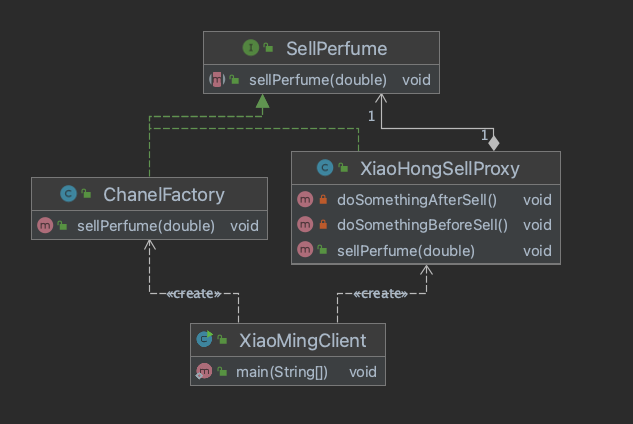 SellPerfume
sellPerfume(double) void
1
1
XiaoHongSellProxy
doSomethingAfterSell() void
doSomethingBeforeSell() void
sellPerfume(double) void
ChanelFactory
sellPerfume(double) void
«create»
«create»
XiaoMingClient
main(String[]) void